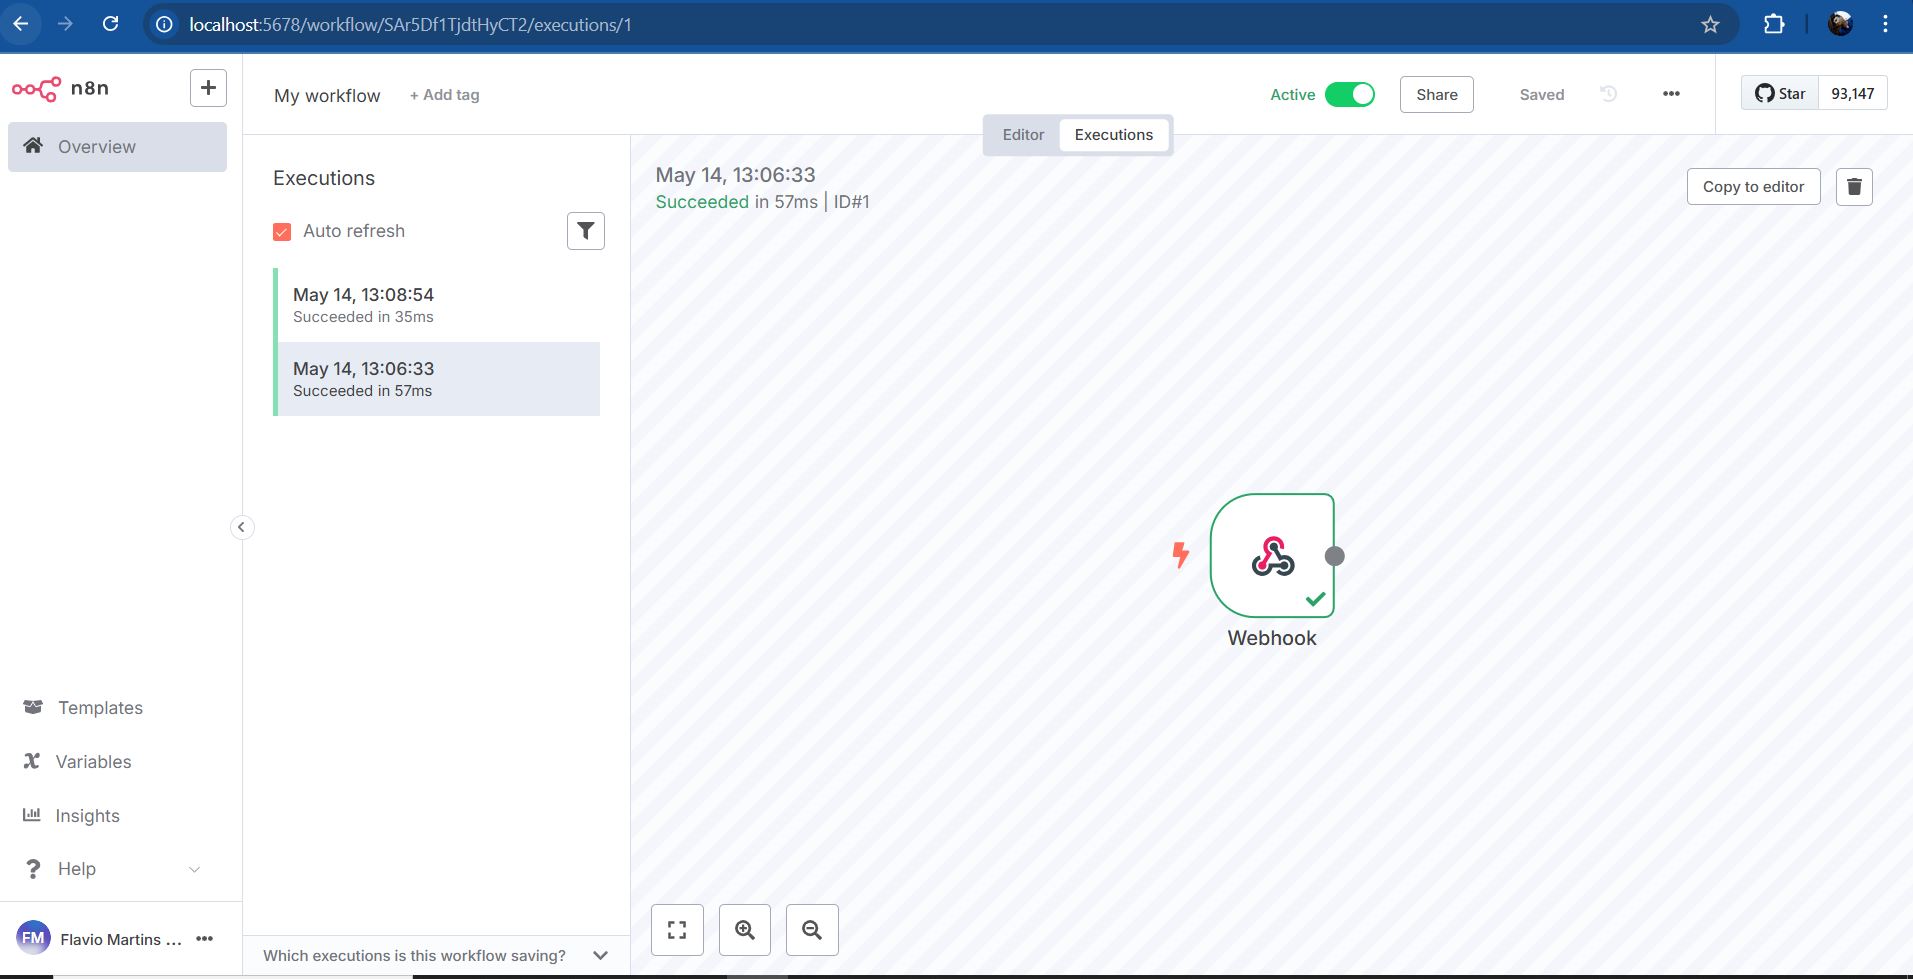 localhost:5678/workflow/SAr5Df1TjdtHyCT2/executions/1
n8n
+
My workflow
+ Add tag
Active
Share
Saved
Star
93,147
Overview
Editor
Executions
Executions
Auto refresh
May 14, 13:08:54
Succeeded in 35ms
May 14, 13:06:33
Succeeded in 57ms
May 14, 13:06:33
Succeeded in 57ms | ID#1
Copy to editor
Webhook
Templates
Variables
Insights
? Help
FM Flavio Martins ...
Which executions is this workflow saving?